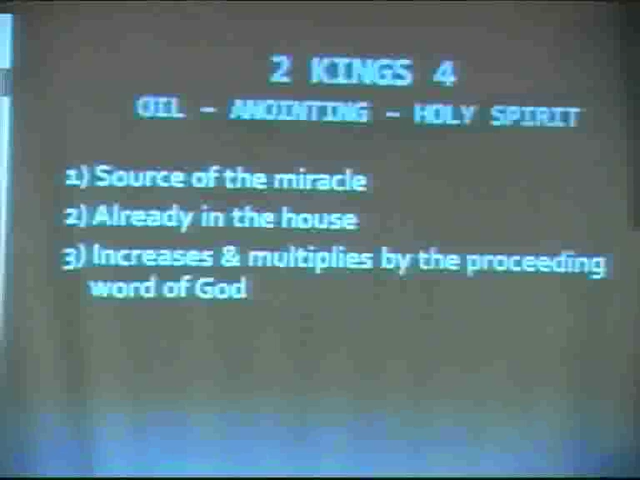 2 KINGS 4
OIL - ANOINTING - HOLY SPIRIT
1) Source of the miracle
2) Already in the house
3) Increases & multiplies by the proceeding
word of God